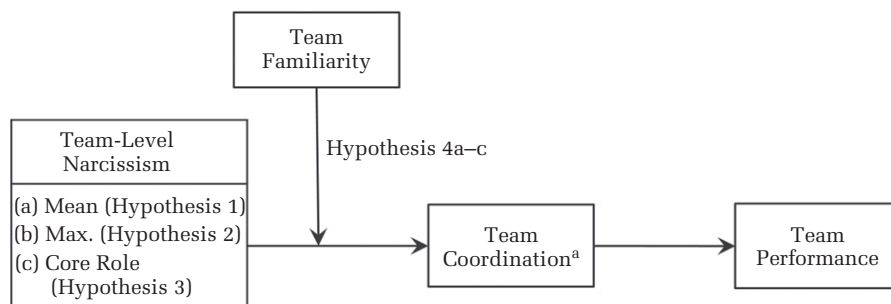 Team
Familiarity
Hypothesis 4a–c
Team-Level
Narcissism
(a) Mean (Hypothesis 1)
(b) Max. (Hypothesis 2)
(c) Core Role
(Hypothesis 3)
Team
Coordinationᵃ
Team
Performance